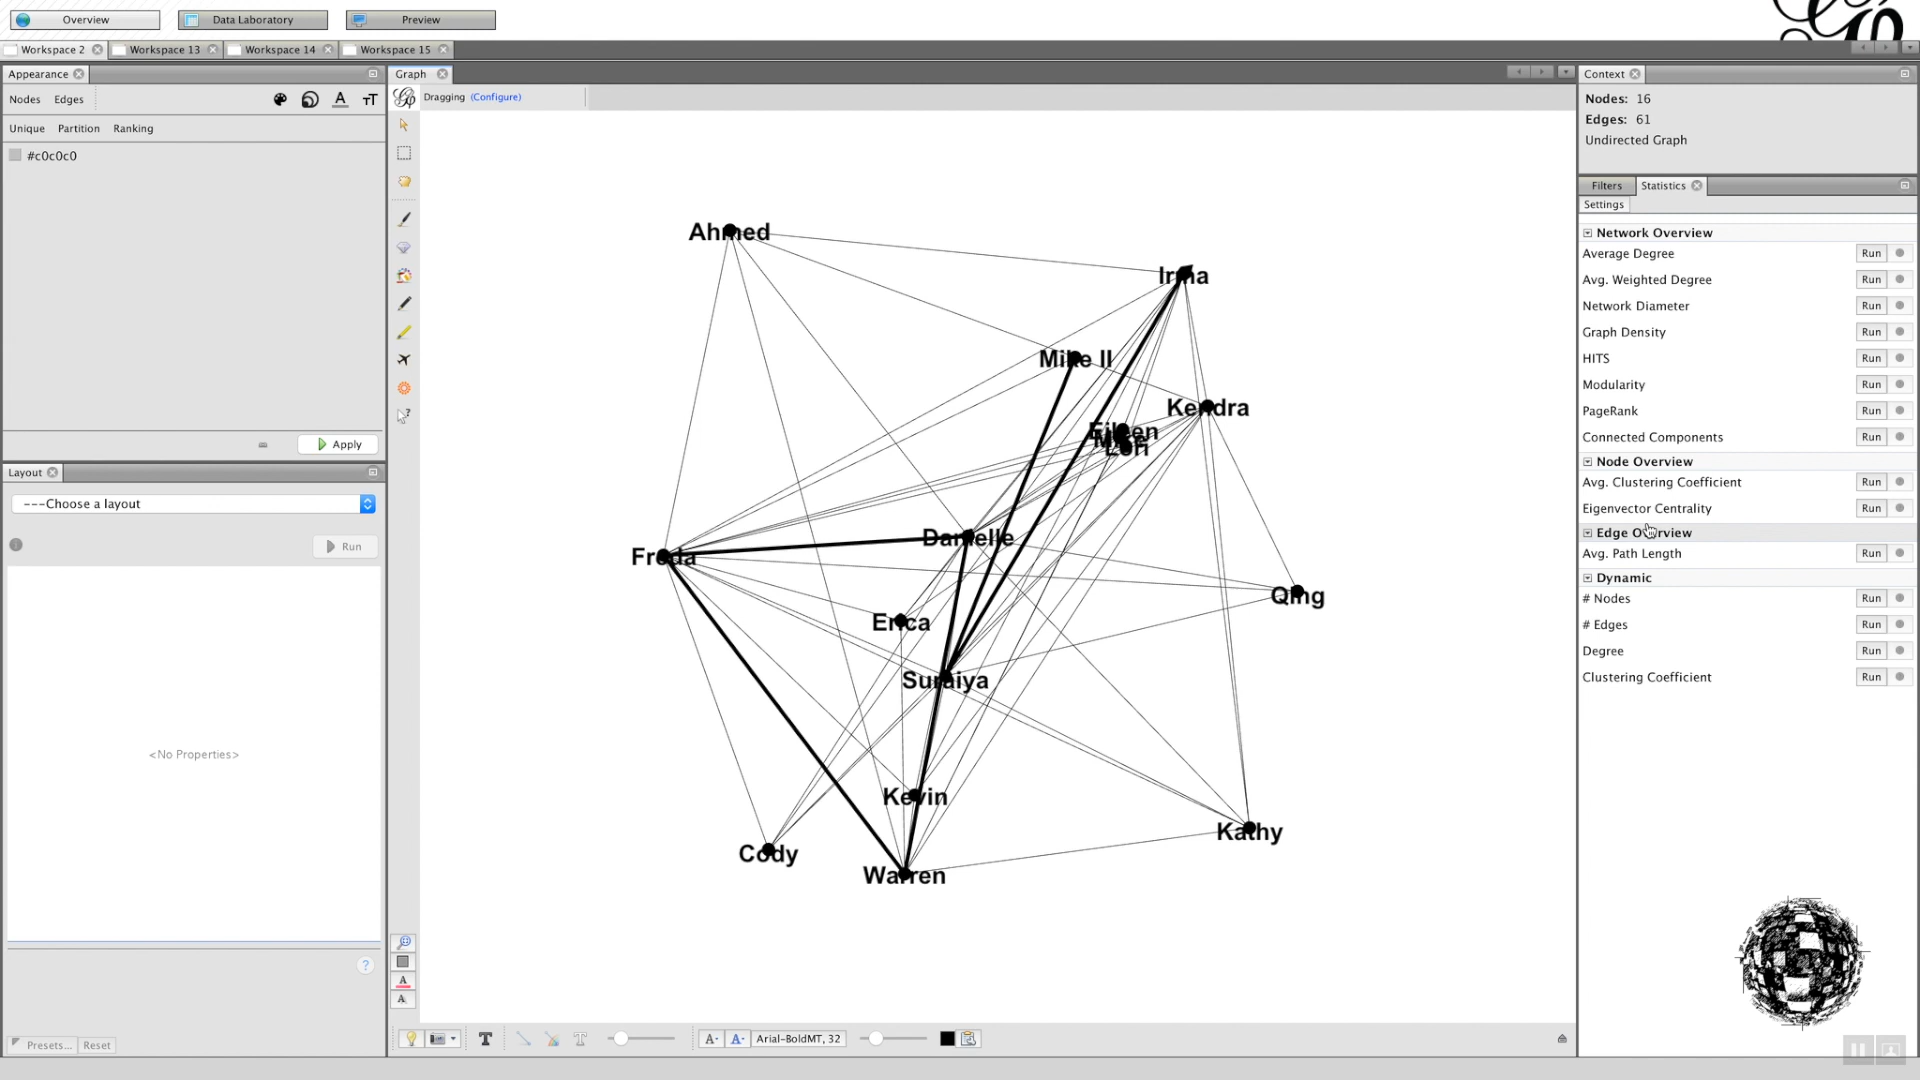 Overview
Data Laboratory
Preview
Workspace 2
Workspace 13
Workspace 14
Workspace 15
Appearance
Nodes
Edges
Unique
Partition
Ranking
#c0c0c0
Apply
Layout
---Choose a layout
Run
<No Properties>
?
Presets...
Reset
Graph
Dragging (Configure)
Ahmed
Irma
Mike II
Kendra
Eileen
Mike
Lori
Danielle
Freda
Qing
Erica
Suraiya
Kevin
Kathy
Cody
Warren
Arial-BoldMT, 32
Context
Nodes: 16
Edges: 61
Undirected Graph
Filters
Statistics
Settings
Network Overview
Average Degree Run
Avg. Weighted Degree Run
Network Diameter Run
Graph Density Run
HITS Run
Modularity Run
PageRank Run
Connected Components Run
Node Overview
Avg. Clustering Coefficient Run
Eigenvector Centrality Run
Edge Overview
Avg. Path Length Run
Dynamic
# Nodes Run
# Edges Run
Degree Run
Clustering Coefficient Run